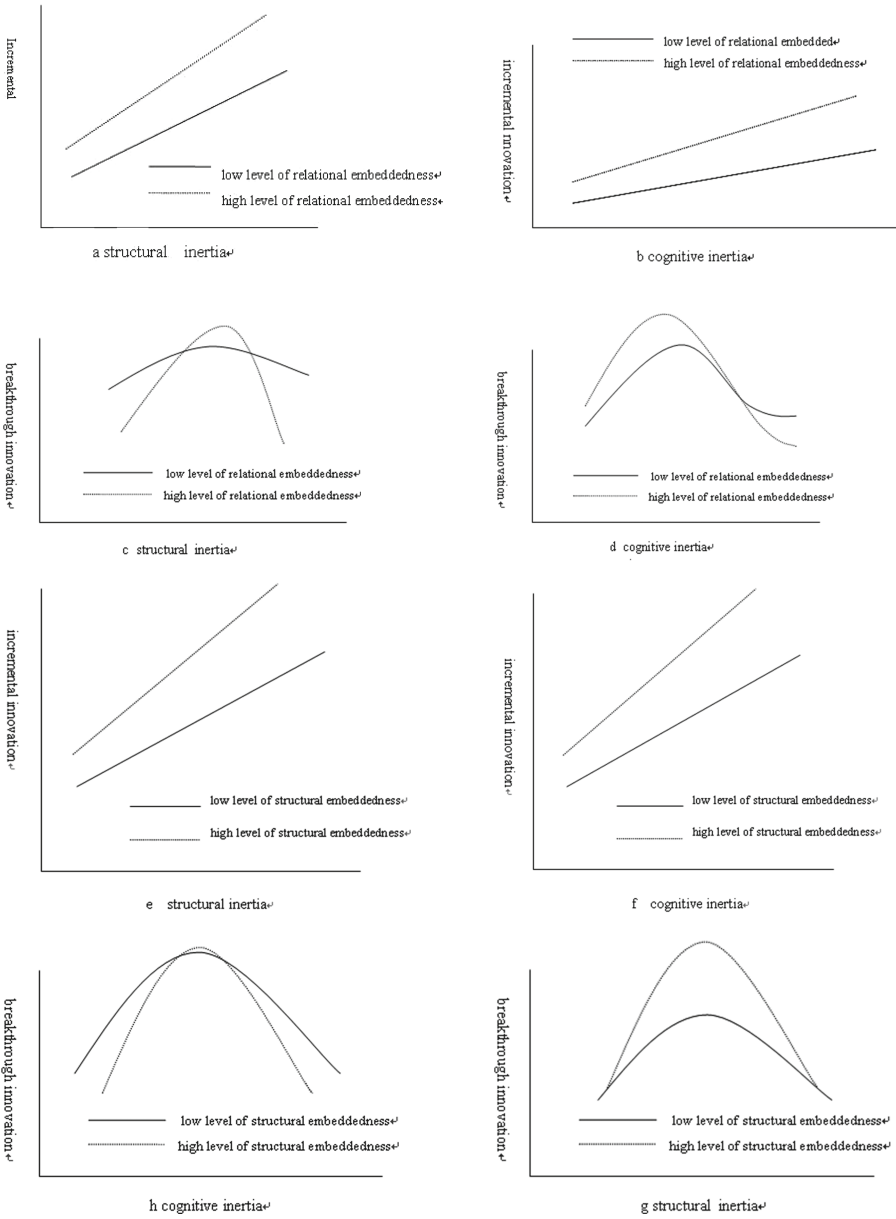 Incremental
low level of relational embeddedness↵
high level of relational embeddedness↵
a structural inertia↵
incremental nnovation↵
low level of relational embedded↵
high level of relational embeddedness↵
b cognitive inertia↵
breakthrough innovation↵
low level of relational embeddedness↵
high level of relational embeddedness↵
c structural inertia↵
breakthrough innovation↵
low level of relational embeddedness↵
high level of relational embeddedness↵
d cognitive inertia↵
incremental innovation↵
low level of structural embeddedness↵
high level of structural embeddedness↵
e structural inertia↵
incremental innovation↵
low level of structural embeddedness↵
high level of structural embeddedness↵
f cognitive inertia↵
breakthrough innovation↵
low level of structural embeddedness↵
high level of structural embeddedness↵
h cognitive inertia↵
breakthrough innovation↵
low level of structural embeddedness↵
high level of structural embeddedness↵
g structural inertia↵